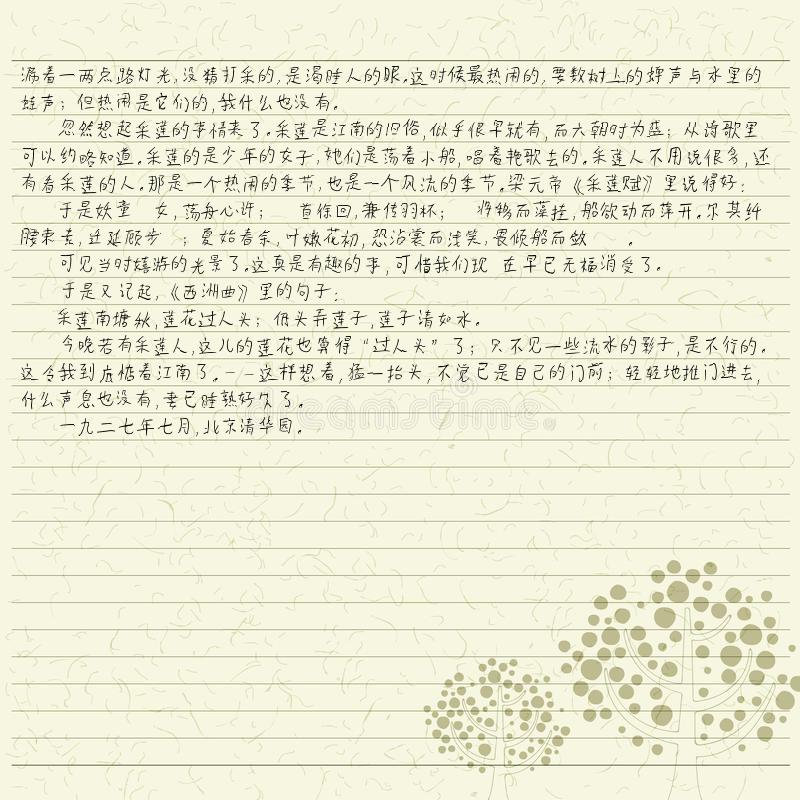 漏着一两点路灯光,没精打采的,是渴睡人的眼。这时候最热闹的,要数树上的蝉声与水里的
蛙声;但热闹是它们的,我什么也没有。
忽然想起采莲的事情来了。采莲是江南的旧俗,似乎很早就有,而六朝时为盛;从诗歌里
可以约略知道。采莲的是少年的女子,她们是荡着小船,唱着艳歌去的。采莲人不用说很多,还
有看采莲的人。那是一个热闹的季节,也是一个风流的季节。梁元帝《采莲赋》里说得好:
于是妖童 女,荡舟心许; 首徐回,兼传羽杯; 将移而藻挂,船欲动而萍开。尔其纤
腰束素,迁延顾步 ;夏始春余,叶嫩花初,恐沾裳而浅笑,畏倾船而敛 。
可见当时嬉游的光景了。这真是有趣的事,可惜我们现 在早已无福消受了。
于是又记起,《西洲曲》里的句子:
采莲南塘秋,莲花过人头;低头弄莲子,莲子清如水。
今晚若有采莲人,这儿的莲花也算得“过人头”了;只不见一些流水的影子,是不行的。
这令我到底惦着江南了。--这样想着,猛一抬头,不觉已是自己的门前;轻轻地推门进去,
什么声息也没有,妻已睡熟好久了。
一九二七年七月,北京清华园。
dreamstime